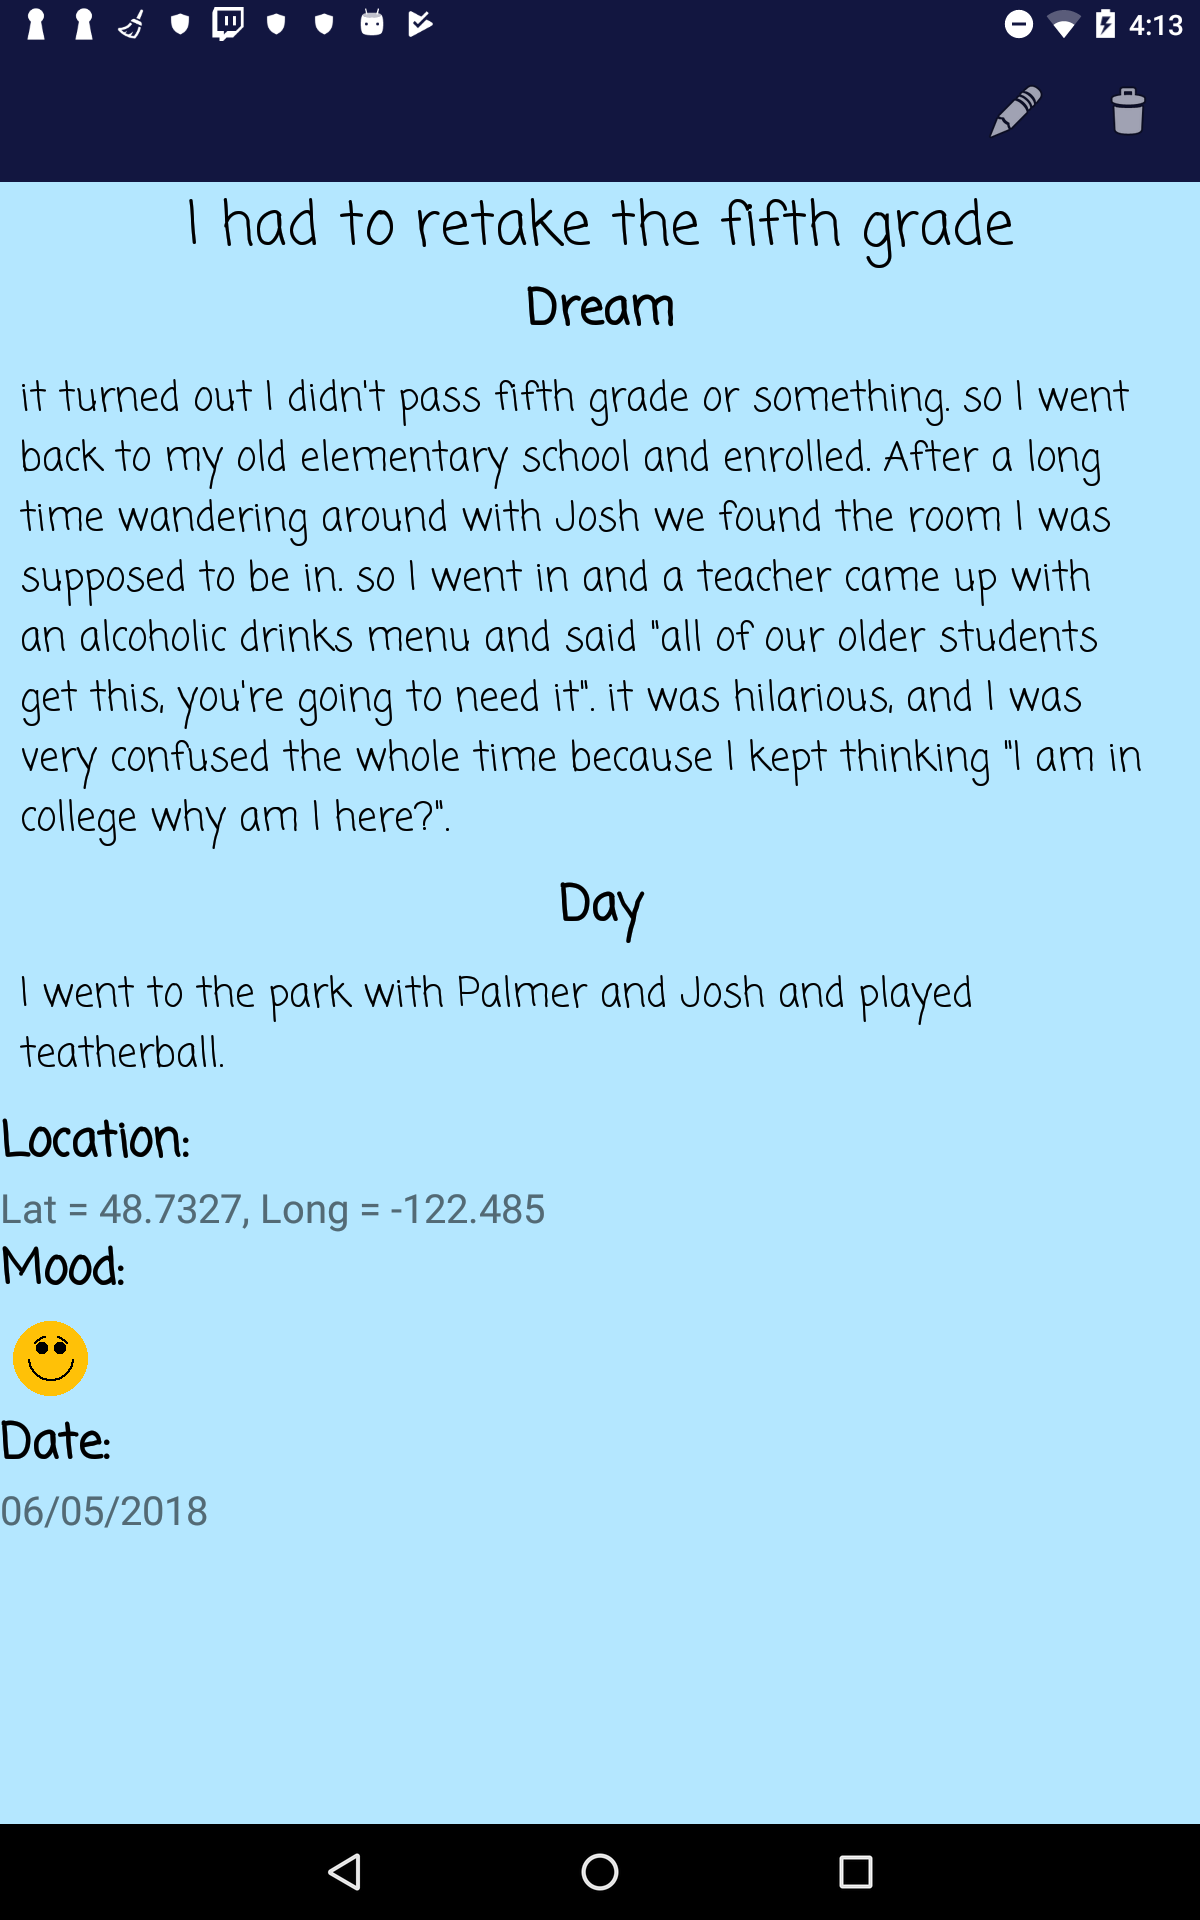 4:13
I had to retake the fifth grade
Dream
it turned out I didn't pass fifth grade or something. so I went
back to my old elementary school and enrolled. After a long
time wandering around with Josh we found the room I was
supposed to be in. so I went in and a teacher came up with
an alcoholic drinks menu and said "all of our older students
get this, you're going to need it". it was hilarious, and I was
very confused the whole time because I kept thinking "I am in
college why am I here?".
Day
I went to the park with Palmer and Josh and played
teatherball.
Location:
Lat = 48.7327, Long = -122.485
Mood:
Date:
06/05/2018